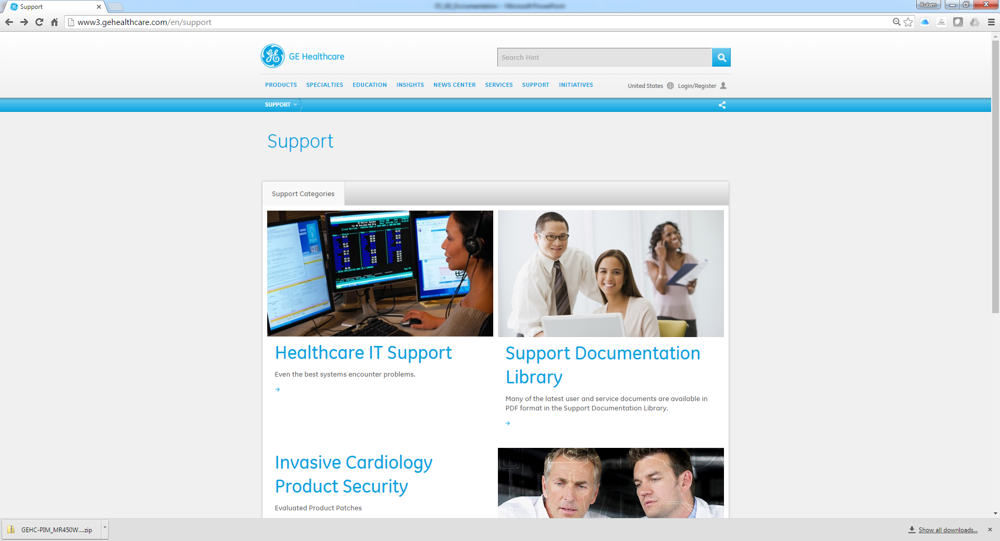 Support
Ruben
www3.gehealthcare.com/en/support
GE Healthcare
Search Hint
PRODUCTS SPECIALTIES EDUCATION INSIGHTS NEWS CENTER SERVICES SUPPORT INITIATIVES
United States Login/Register
SUPPORT
Support
Support Categories
Healthcare IT Support
Even the best systems encounter problems.
Support Documentation
Library
Many of the latest user and service documents are available in
PDF format in the Support Documentation Library.
Invasive Cardiology
Product Security
Evaluated Product Patches
GEHC-PIM_MR450W....zip
Show all downloads...